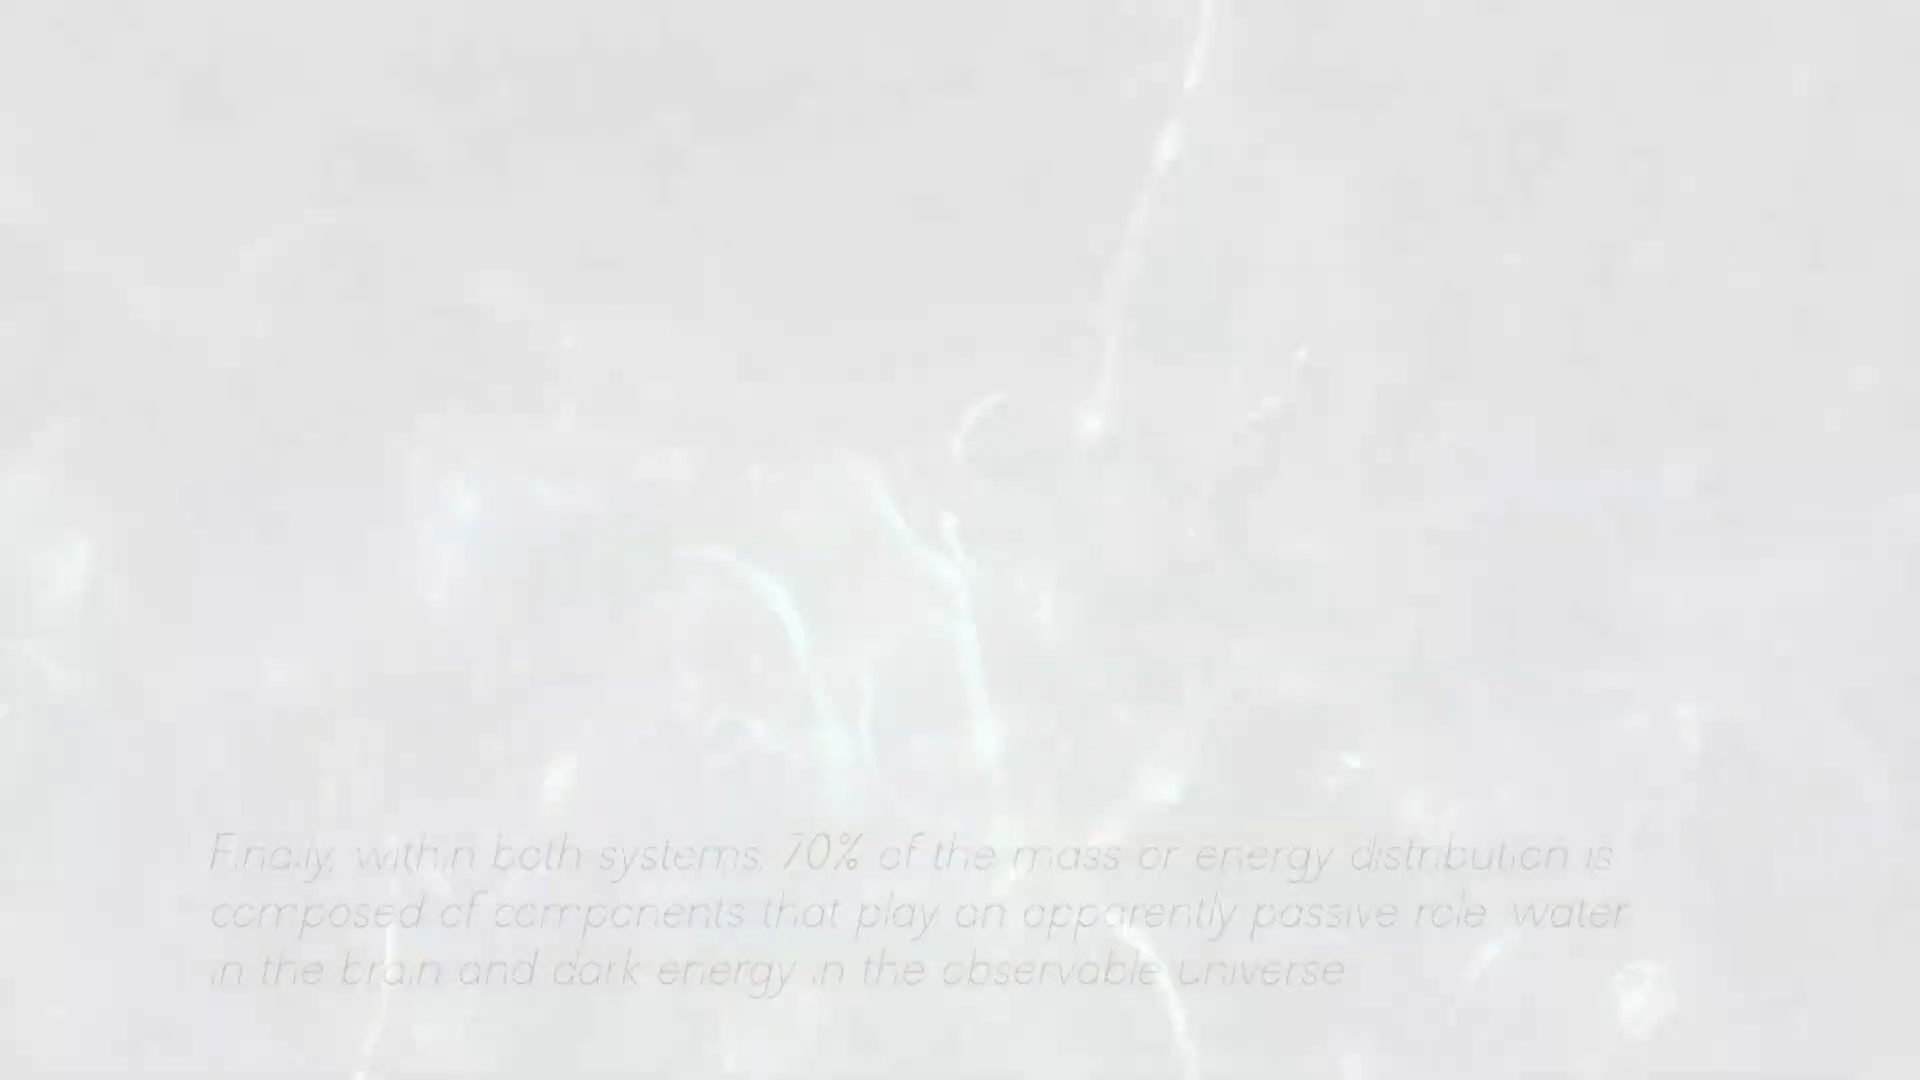 Finally, within both systems, 70% of the mass or energy distribution is
composed of components that play an apparently passive role water
in the brain and dark energy in the observable universe